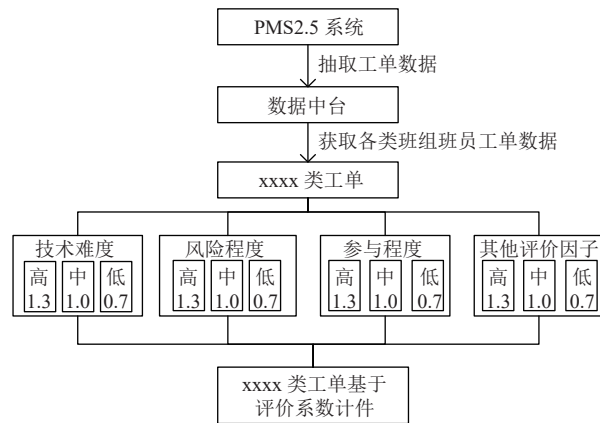 PMS2.5 系统
抽取工单数据
数据中台
获取各类班组班员工单数据
xxxx 类工单
技术难度
高 中 低
1.3 1.0 0.7
风险程度
高 中 低
1.3 1.0 0.7
参与程度
高 中 低
1.3 1.0 0.7
其他评价因子
高 中 低
1.3 1.0 0.7
xxxx 类工单基于
评价系数计件